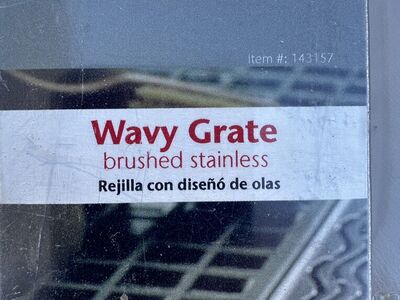 Item #: 143157
Wavy Grate
brushed stainless
Rejilla con diseñó de olas